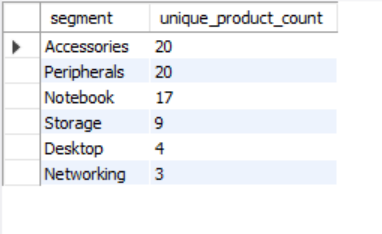 segment unique_product_count
Accessories 20
Peripherals 20
Notebook 17
Storage 9
Desktop 4
Networking 3